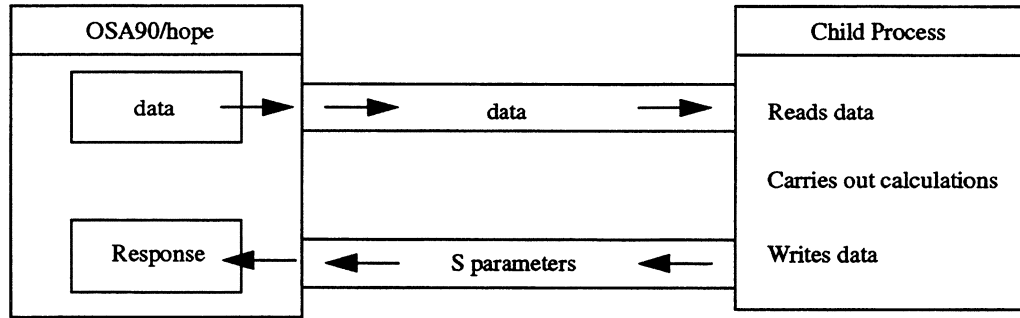 OSA90/hope
Child Process
data
data
Reads data
Carries out calculations
Response
S parameters
Writes data